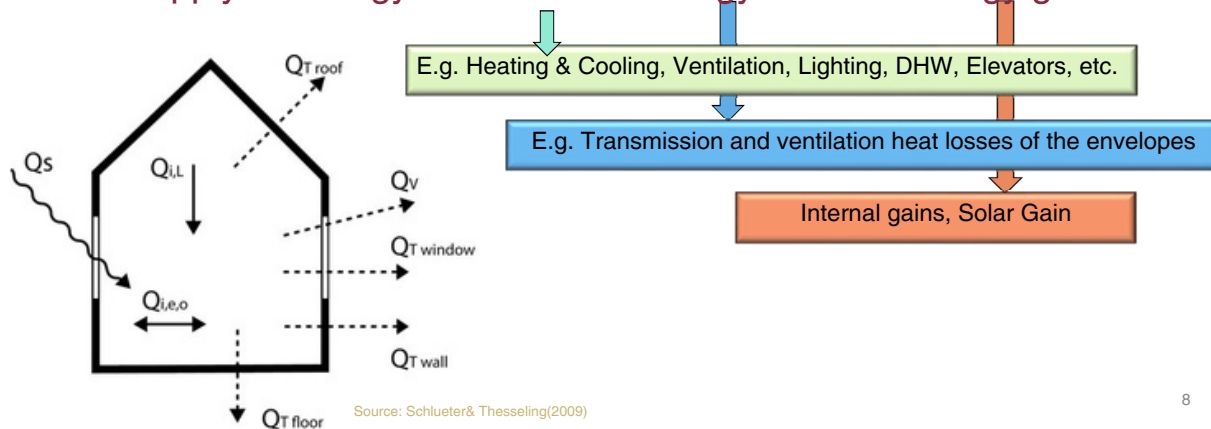 E.g. Heating & Cooling, Ventilation, Lighting, DHW, Elevators, etc.
E.g. Transmission and ventilation heat losses of the envelopes
Internal gains, Solar Gain
QT roof
Qs
Qi,L
QV
QT window
Qi,e,o
QT wall
QT floor
Source: Schlueter& Thesseling(2009)
8